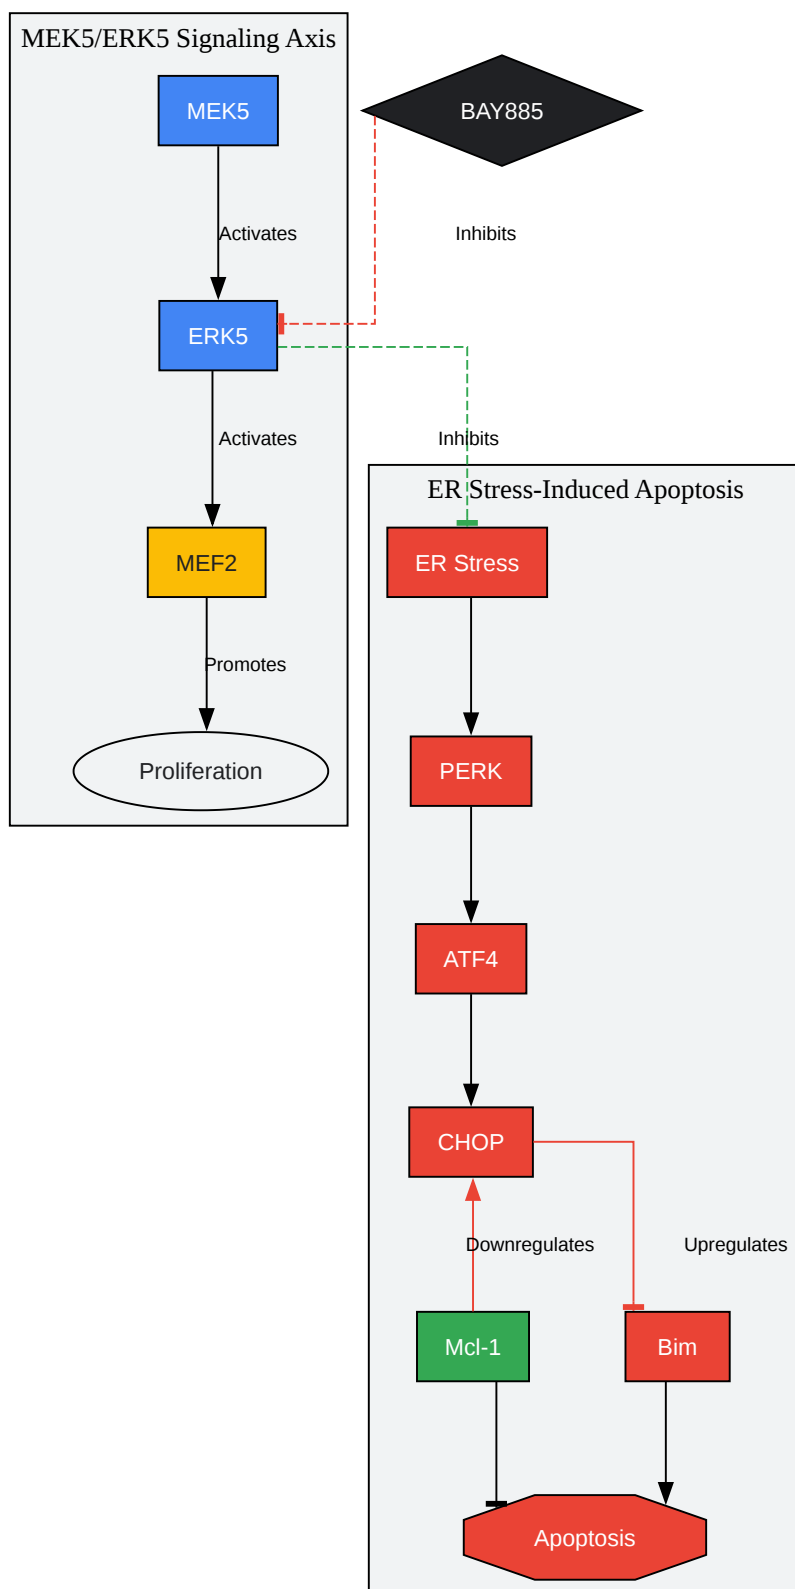 MEK5/ERK5 Signaling Axis
MEK5
BAY885
Activates
Inhibits
ERK5
Activates
Inhibits
ER Stress-Induced Apoptosis
MEF2
ER Stress
Promotes
Proliferation
PERK
ATF4
CHOP
Downregulates
Upregulates
Mcl-1
Bim
Apoptosis